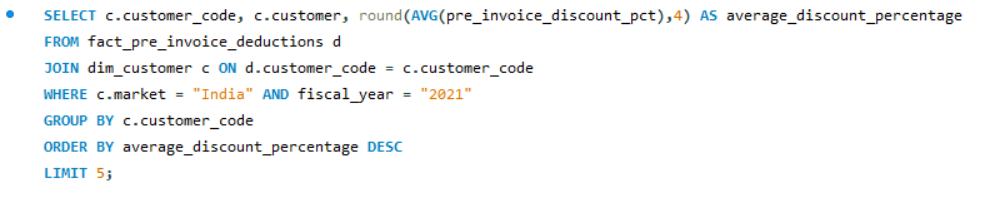 SELECT c.customer_code, c.customer, round(AVG(pre_invoice_discount_pct),4) AS average_discount_percentage
FROM fact_pre_invoice_deductions d
JOIN dim_customer c ON d.customer_code = c.customer_code
WHERE c.market = "India" AND fiscal_year = "2021"
GROUP BY c.customer_code
ORDER BY average_discount_percentage DESC
LIMIT 5;